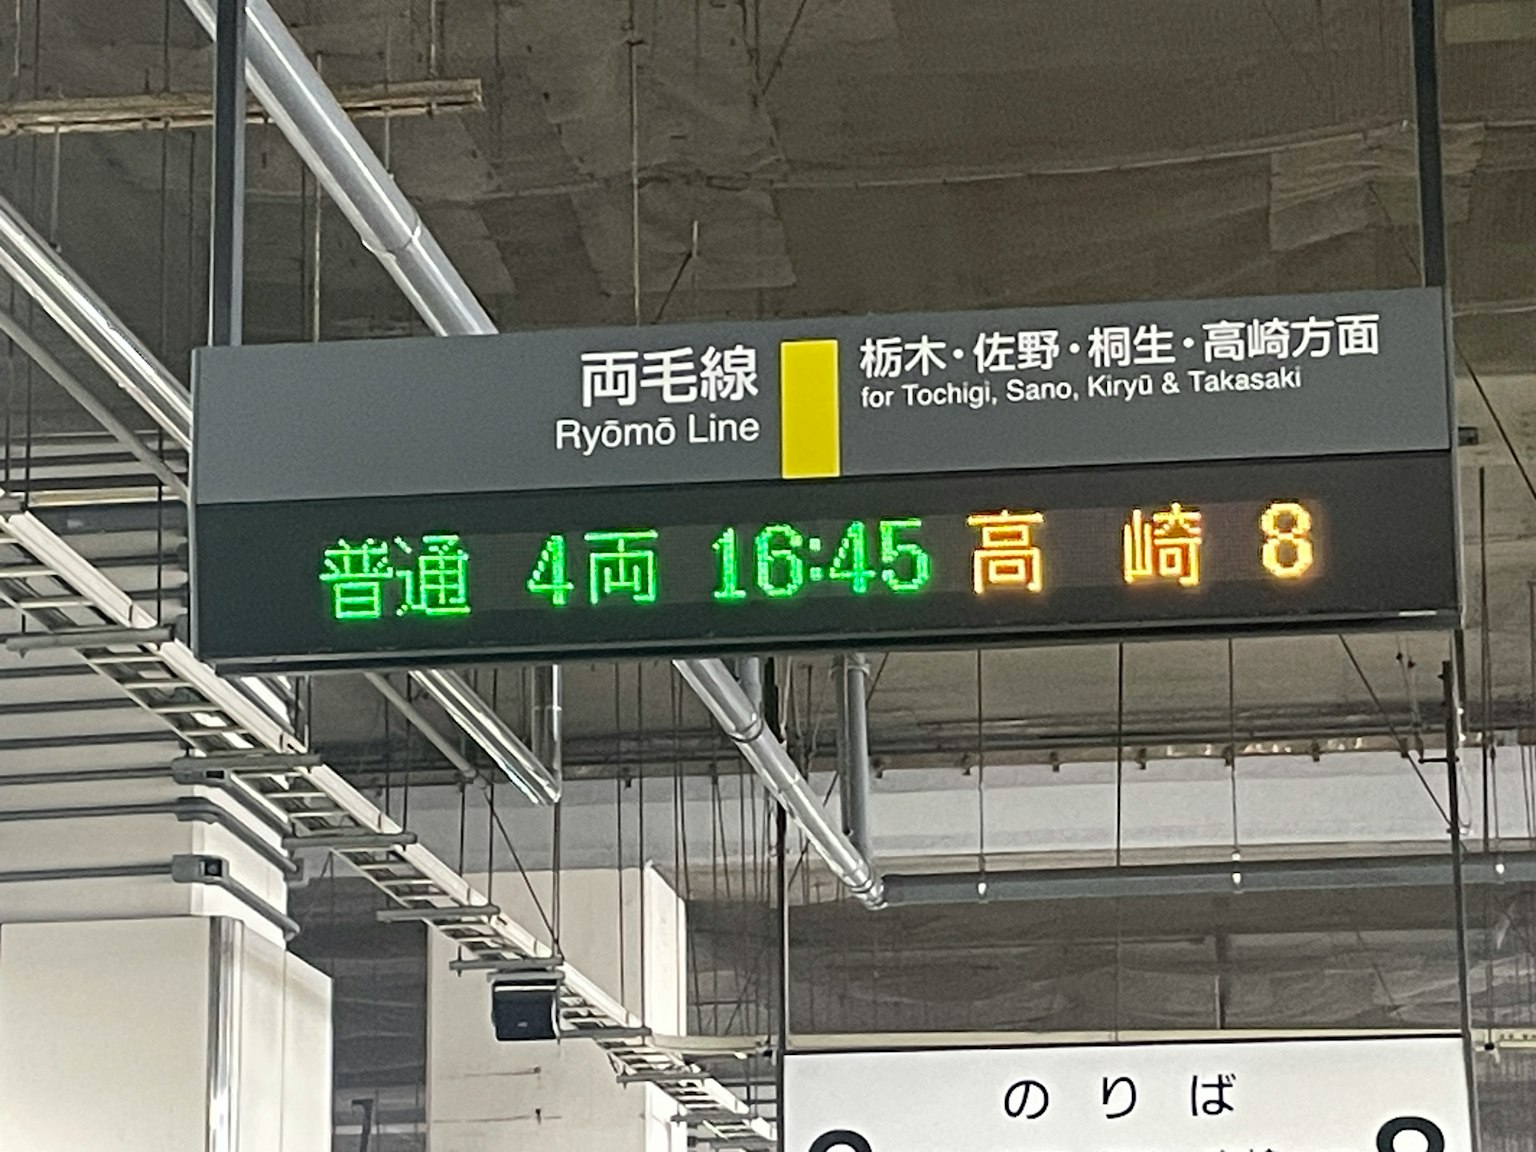 両毛線
Ryōmō Line
栃木・佐野・桐生・高崎方面
for Tochigi, Sano, Kiryū & Takasaki
普通 4両 16:45 高崎 8
のりば